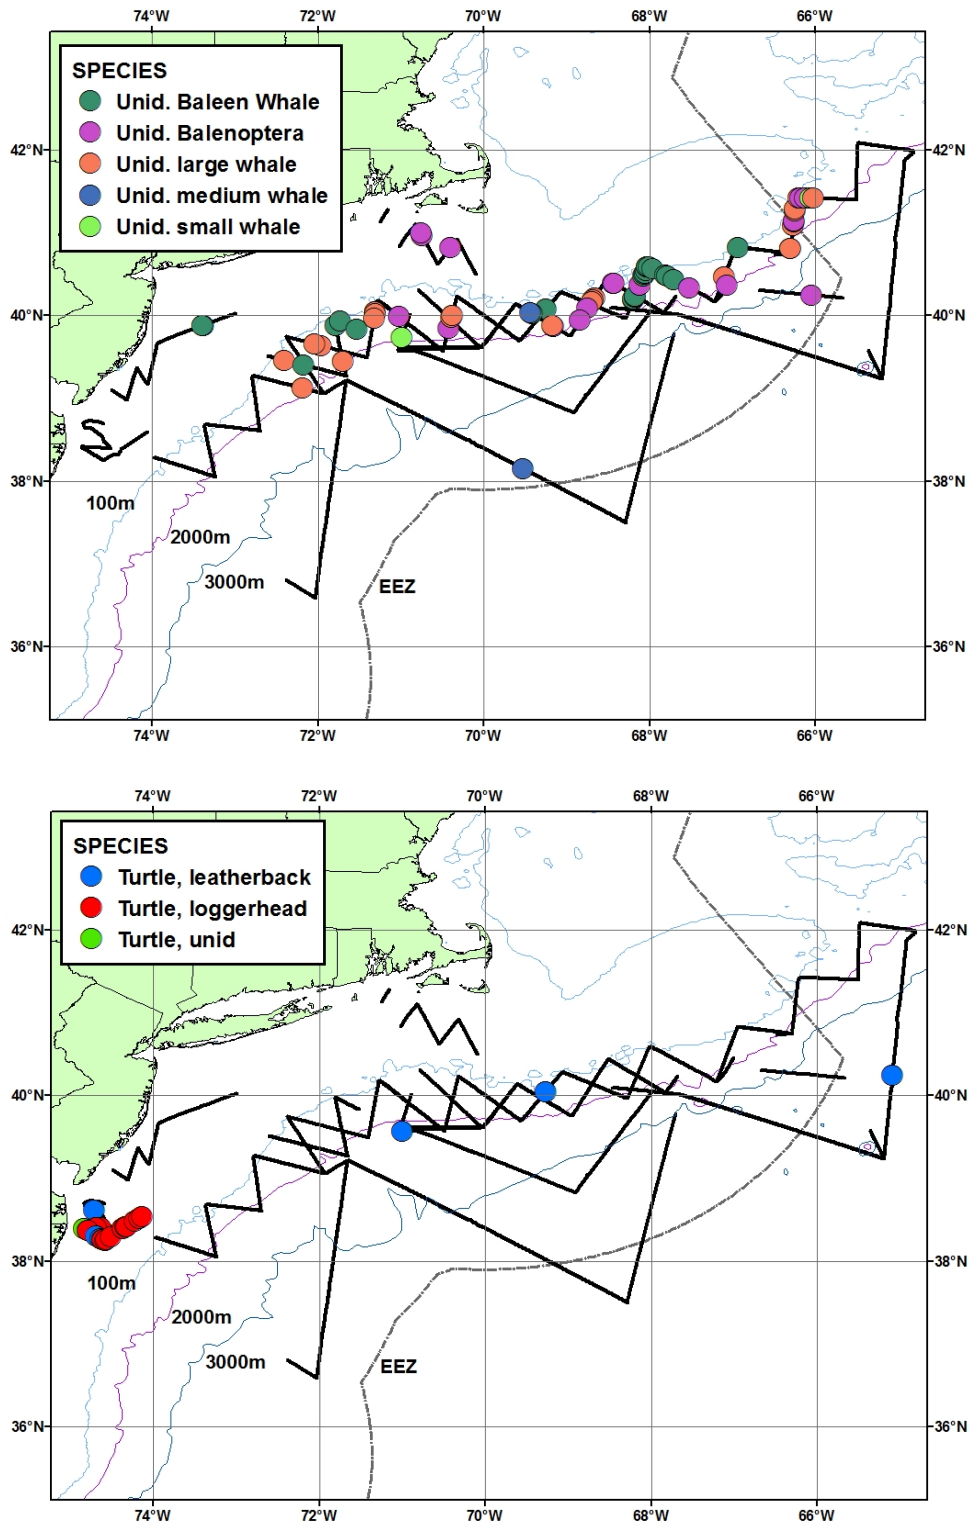 74°W 72°W 70°W 68°W 66°W
SPECIES
Unid. Baleen Whale
Unid. Balenoptera
Unid. large whale
Unid. medium whale
Unid. small whale
42°N 42°N
40°N 40°N
38°N 38°N
100m
2000m
3000m
EEZ
36°N 36°N
74°W 72°W 70°W 68°W 66°W
74°W 72°W 70°W 68°W 66°W
SPECIES
Turtle, leatherback
Turtle, loggerhead
Turtle, unid
42°N 42°N
40°N 40°N
38°N 38°N
100m
2000m
3000m
EEZ
36°N 36°N
74°W 72°W 70°W 68°W 66°W